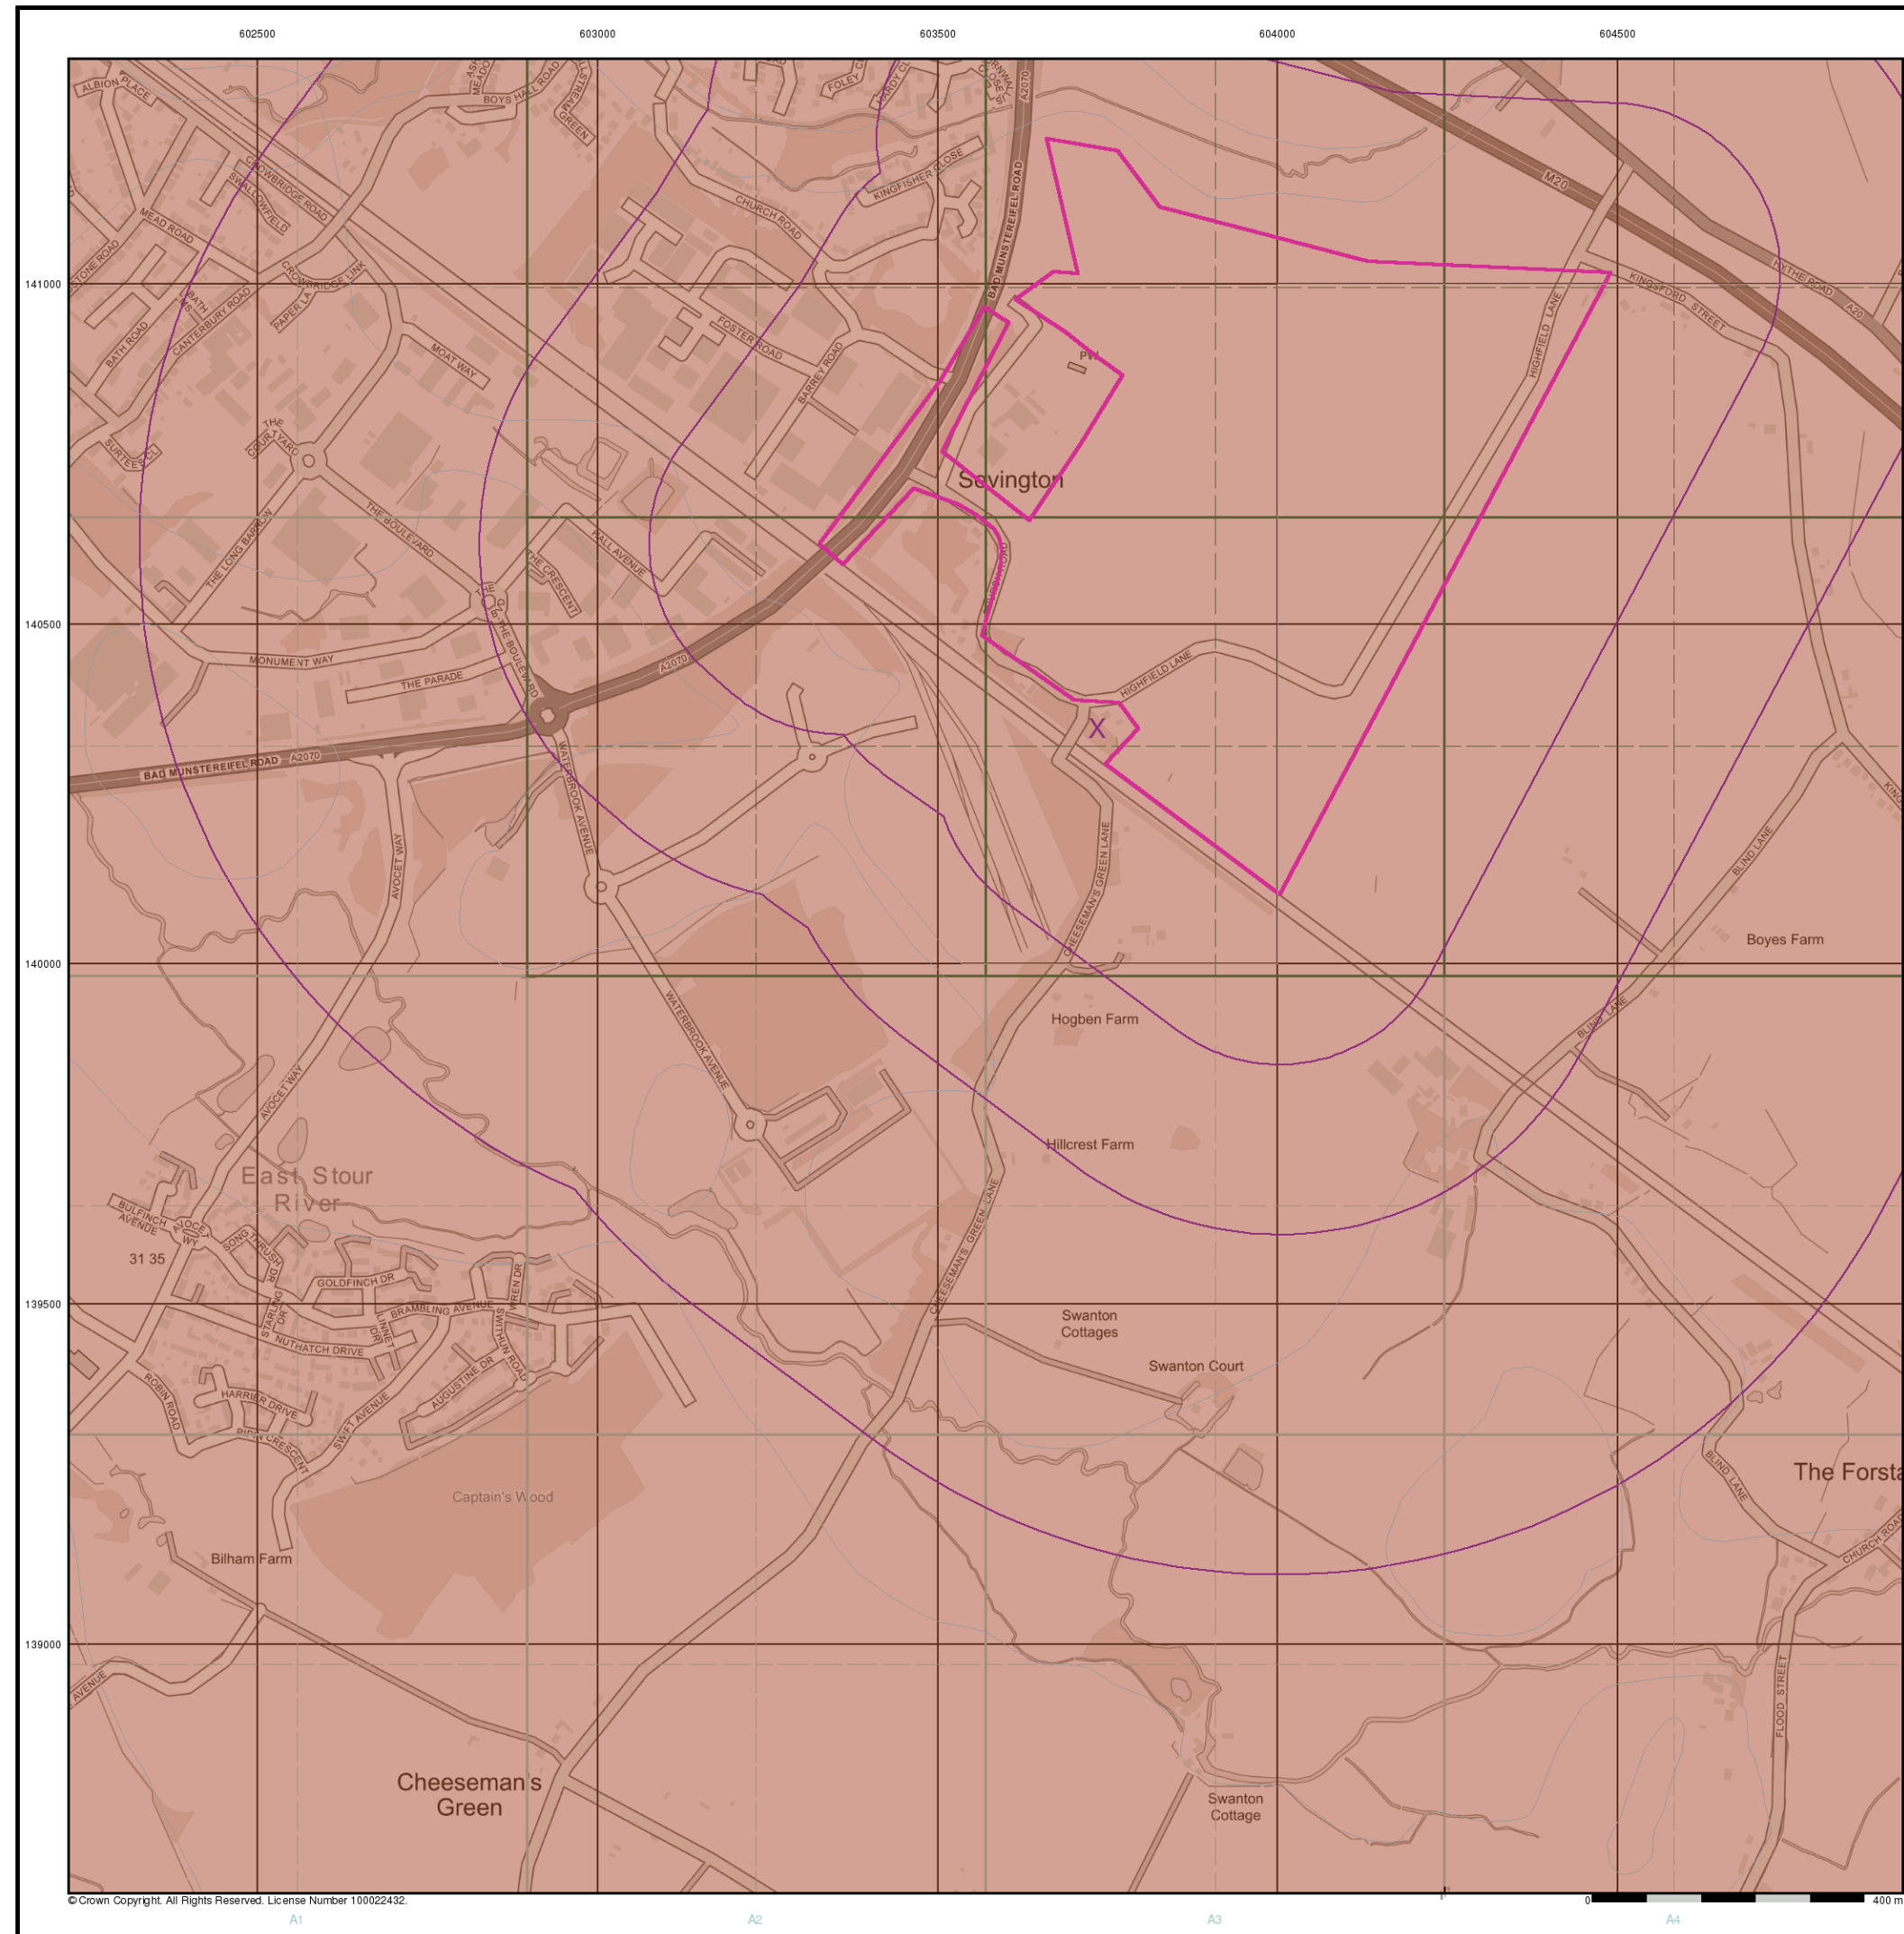 602500 603000 603500 604000 604500
141000
140500
140000
139500
139000
ALBION PLACE
BOYS HALL ROAD
GREEN
KINGFISHER CLOSE
A2070
BAD MUNSTEREIFEL ROAD
M20
CROWBRIDGE ROAD
SWALLOWFIELD
MEAD ROAD
CHURCH ROAD
CROWBRIDGE LINK
PAPER LA
CANTERBURY ROAD
BATH ROAD
MOAT WAY
FOSTER ROAD
BARREY ROAD
HIGHFIELD LANE
KINGSFORD STREET
HYTHE ROAD
A20
PW
SURTEES CL
THE
COURTYARD
Sevington
THE LONG BARROW
THE BOULEVARD
HALL AVENUE
THE CRESCENT
THE BOULEVARD
CHURCH ROAD
MONUMENT WAY
THE PARADE
A2070
HIGHFIELD LANE
X
BAD MUNSTEREIFEL ROAD
A2070
WATERBROOK AVENUE
AVOCET WAY
CHEESEMAN'S GREEN LANE
BLIND LANE
Boyes Farm
WATERBROOK AVENUE
Hogben Farm
BLIND LANE
AVOCET WAY
Hillcrest Farm
East Stour
River
BULFINCH
AVENUE
AVOCET
WY
SONG THRUSH DR
31 35
GOLDFINCH DR
WREN DR
BRAMBLING AVENUE
STARLING
DR
LINNET
DR
SWITHUN ROAD
NUTHATCH DRIVE
AUGUSTINE DR
CHEESEMAN'S GREEN LANE
Swanton
Cottages
Swanton Court
ROBIN ROAD
HARRIER DRIVE
SWIFT AVENUE
PIPIN CRESCENT
BLIND LANE
The Forsta
Captain's Wood
Bilham Farm
CHURCH ROAD
AVENUE
FLOOD STREET
Cheeseman's
Green
Swanton
Cottage
© Crown Copyright. All Rights Reserved. License Number 100022432.
0 400 m
A1 A2 A3 A4